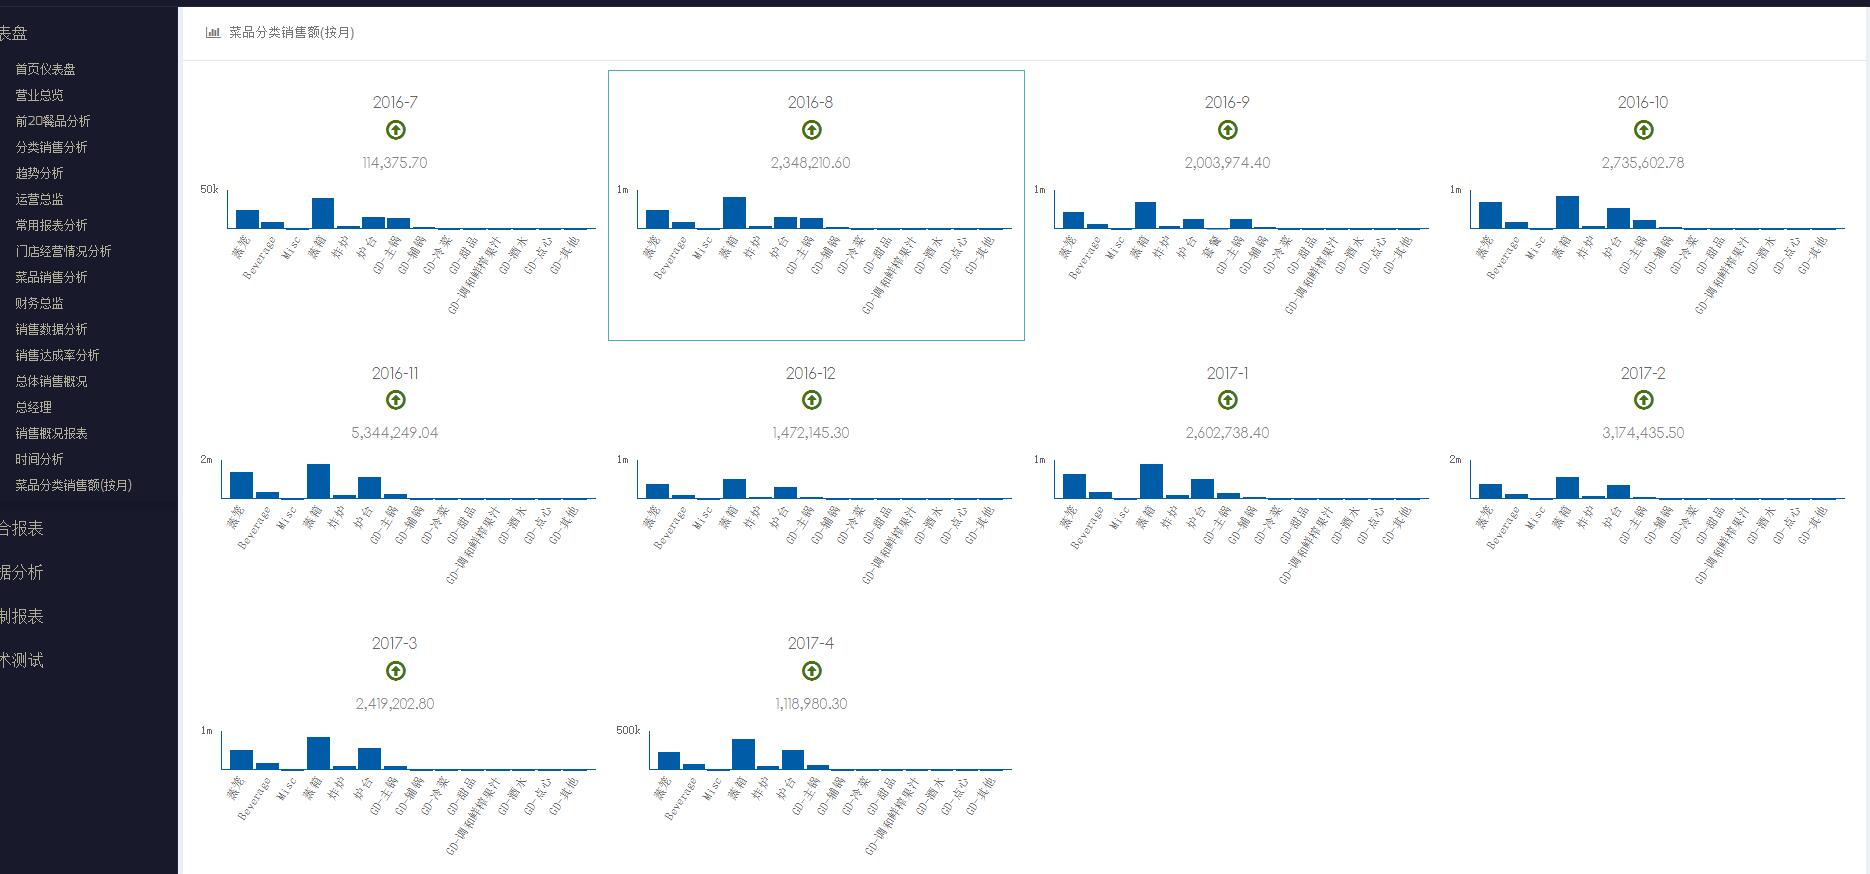 表盘
首页仪表盘
营业总览
前20餐品分析
分类销售分析
趋势分析
运营总监
常用报表分析
门店经营情况分析
菜品销售分析
财务总监
销售数据分析
销售达成率分析
总体销售概况
总经理
销售概况报表
时间分析
菜品分类销售额(按月)
合报表
据分析
制报表
术测试
菜品分类销售额(按月)
2016-7
114,375.70
50k
蒸笼 Beverage Misc 蒸箱 炸炉 炉台 GD-主锅 GD-辅锅 GD-冷菜 GD-甜品 GD-调和鲜榨果汁 GD-酒水 GD-点心 GD-其他
2016-8
2,348,210.60
1m
蒸笼 Beverage Misc 蒸箱 炸炉 炉台 GD-主锅 GD-辅锅 GD-冷菜 GD-甜品 GD-调和鲜榨果汁 GD-酒水 GD-点心 GD-其他
2016-9
2,003,974.40
1m
蒸笼 Beverage Misc 蒸箱 炸炉 炉台 套餐 GD-主锅 GD-辅锅 GD-冷菜 GD-甜品 GD-调和鲜榨果汁 GD-酒水 GD-点心 GD-其他
2016-10
2,735,602.78
1m
蒸笼 Beverage Misc 蒸箱 炸炉 炉台 GD-主锅 GD-辅锅 GD-冷菜 GD-甜品 GD-调和鲜榨果汁 GD-酒水 GD-点心 GD-其他
2016-11
5,344,249.04
2m
蒸笼 Beverage Misc 蒸箱 炸炉 炉台 GD-主锅 GD-辅锅 GD-冷菜 GD-甜品 GD-调和鲜榨果汁 GD-酒水 GD-点心 GD-其他
2016-12
1,472,145.30
1m
蒸笼 Beverage Misc 蒸箱 炸炉 炉台 GD-主锅 GD-辅锅 GD-冷菜 GD-甜品 GD-调和鲜榨果汁 GD-酒水 GD-点心 GD-其他
2017-1
2,602,738.40
1m
蒸笼 Beverage Misc 蒸箱 炸炉 炉台 GD-主锅 GD-辅锅 GD-冷菜 GD-甜品 GD-调和鲜榨果汁 GD-酒水 GD-点心 GD-其他
2017-2
3,174,435.50
2m
蒸笼 Beverage Misc 蒸箱 炸炉 炉台 GD-主锅 GD-辅锅 GD-冷菜 GD-甜品 GD-调和鲜榨果汁 GD-酒水 GD-点心 GD-其他
2017-3
2,419,202.80
1m
蒸笼 Beverage Misc 蒸箱 炸炉 炉台 GD-主锅 GD-辅锅 GD-冷菜 GD-甜品 GD-调和鲜榨果汁 GD-酒水 GD-点心 GD-其他
2017-4
1,118,980.30
500k
蒸笼 Beverage Misc 蒸箱 炸炉 炉台 GD-主锅 GD-辅锅 GD-冷菜 GD-甜品 GD-调和鲜榨果汁 GD-酒水 GD-点心 GD-其他